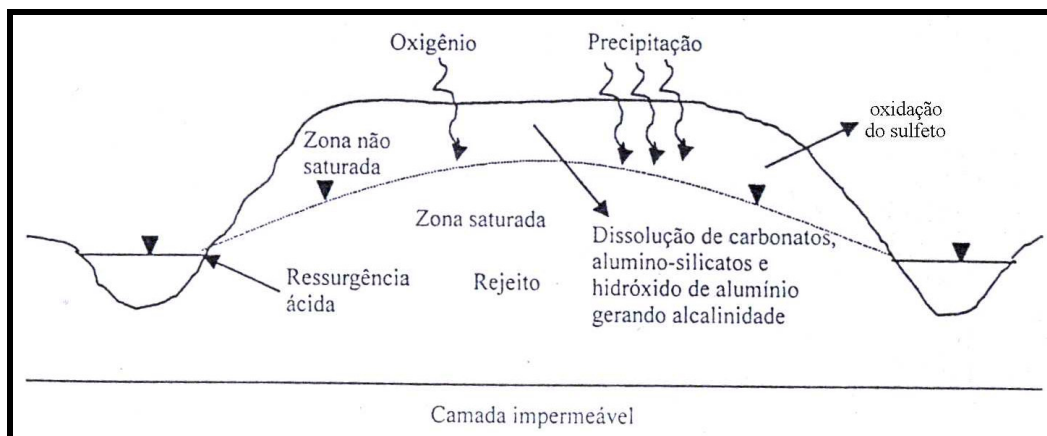 Oxigênio
Precipitação
oxidação
do sulfeto
Zona não
saturada
Zona saturada
Dissolução de carbonatos,
alumino-silicatos e
hidróxido de alumínio
gerando alcalinidade
Ressurgência
ácida
Rejeito
Camada impermeável